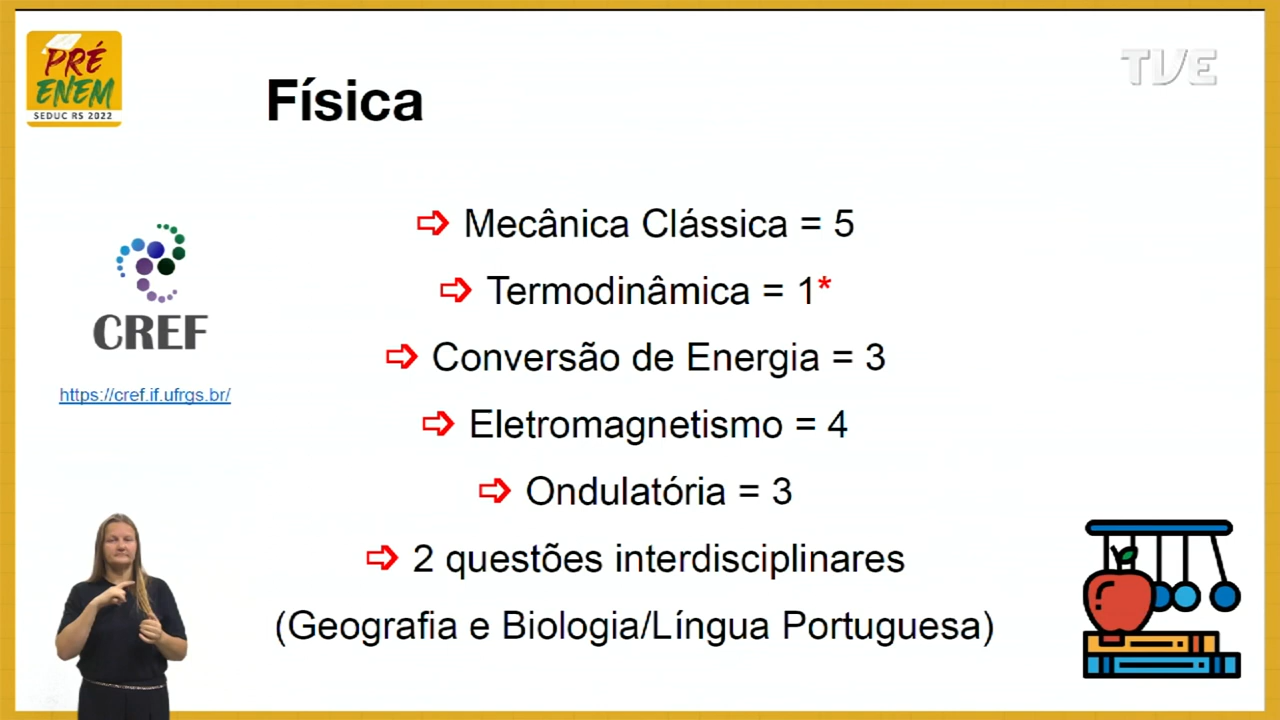 PRÉ
ENEM
SEDUC RS 2022
TVE
Física
➩ Mecânica Clássica = 5
➩ Termodinâmica = 1*
➩ Conversão de Energia = 3
➩ Eletromagnetismo = 4
➩ Ondulatória = 3
➩ 2 questões interdisciplinares
(Geografia e Biologia/Língua Portuguesa)
CREF
https://cref.if.ufrgs.br/